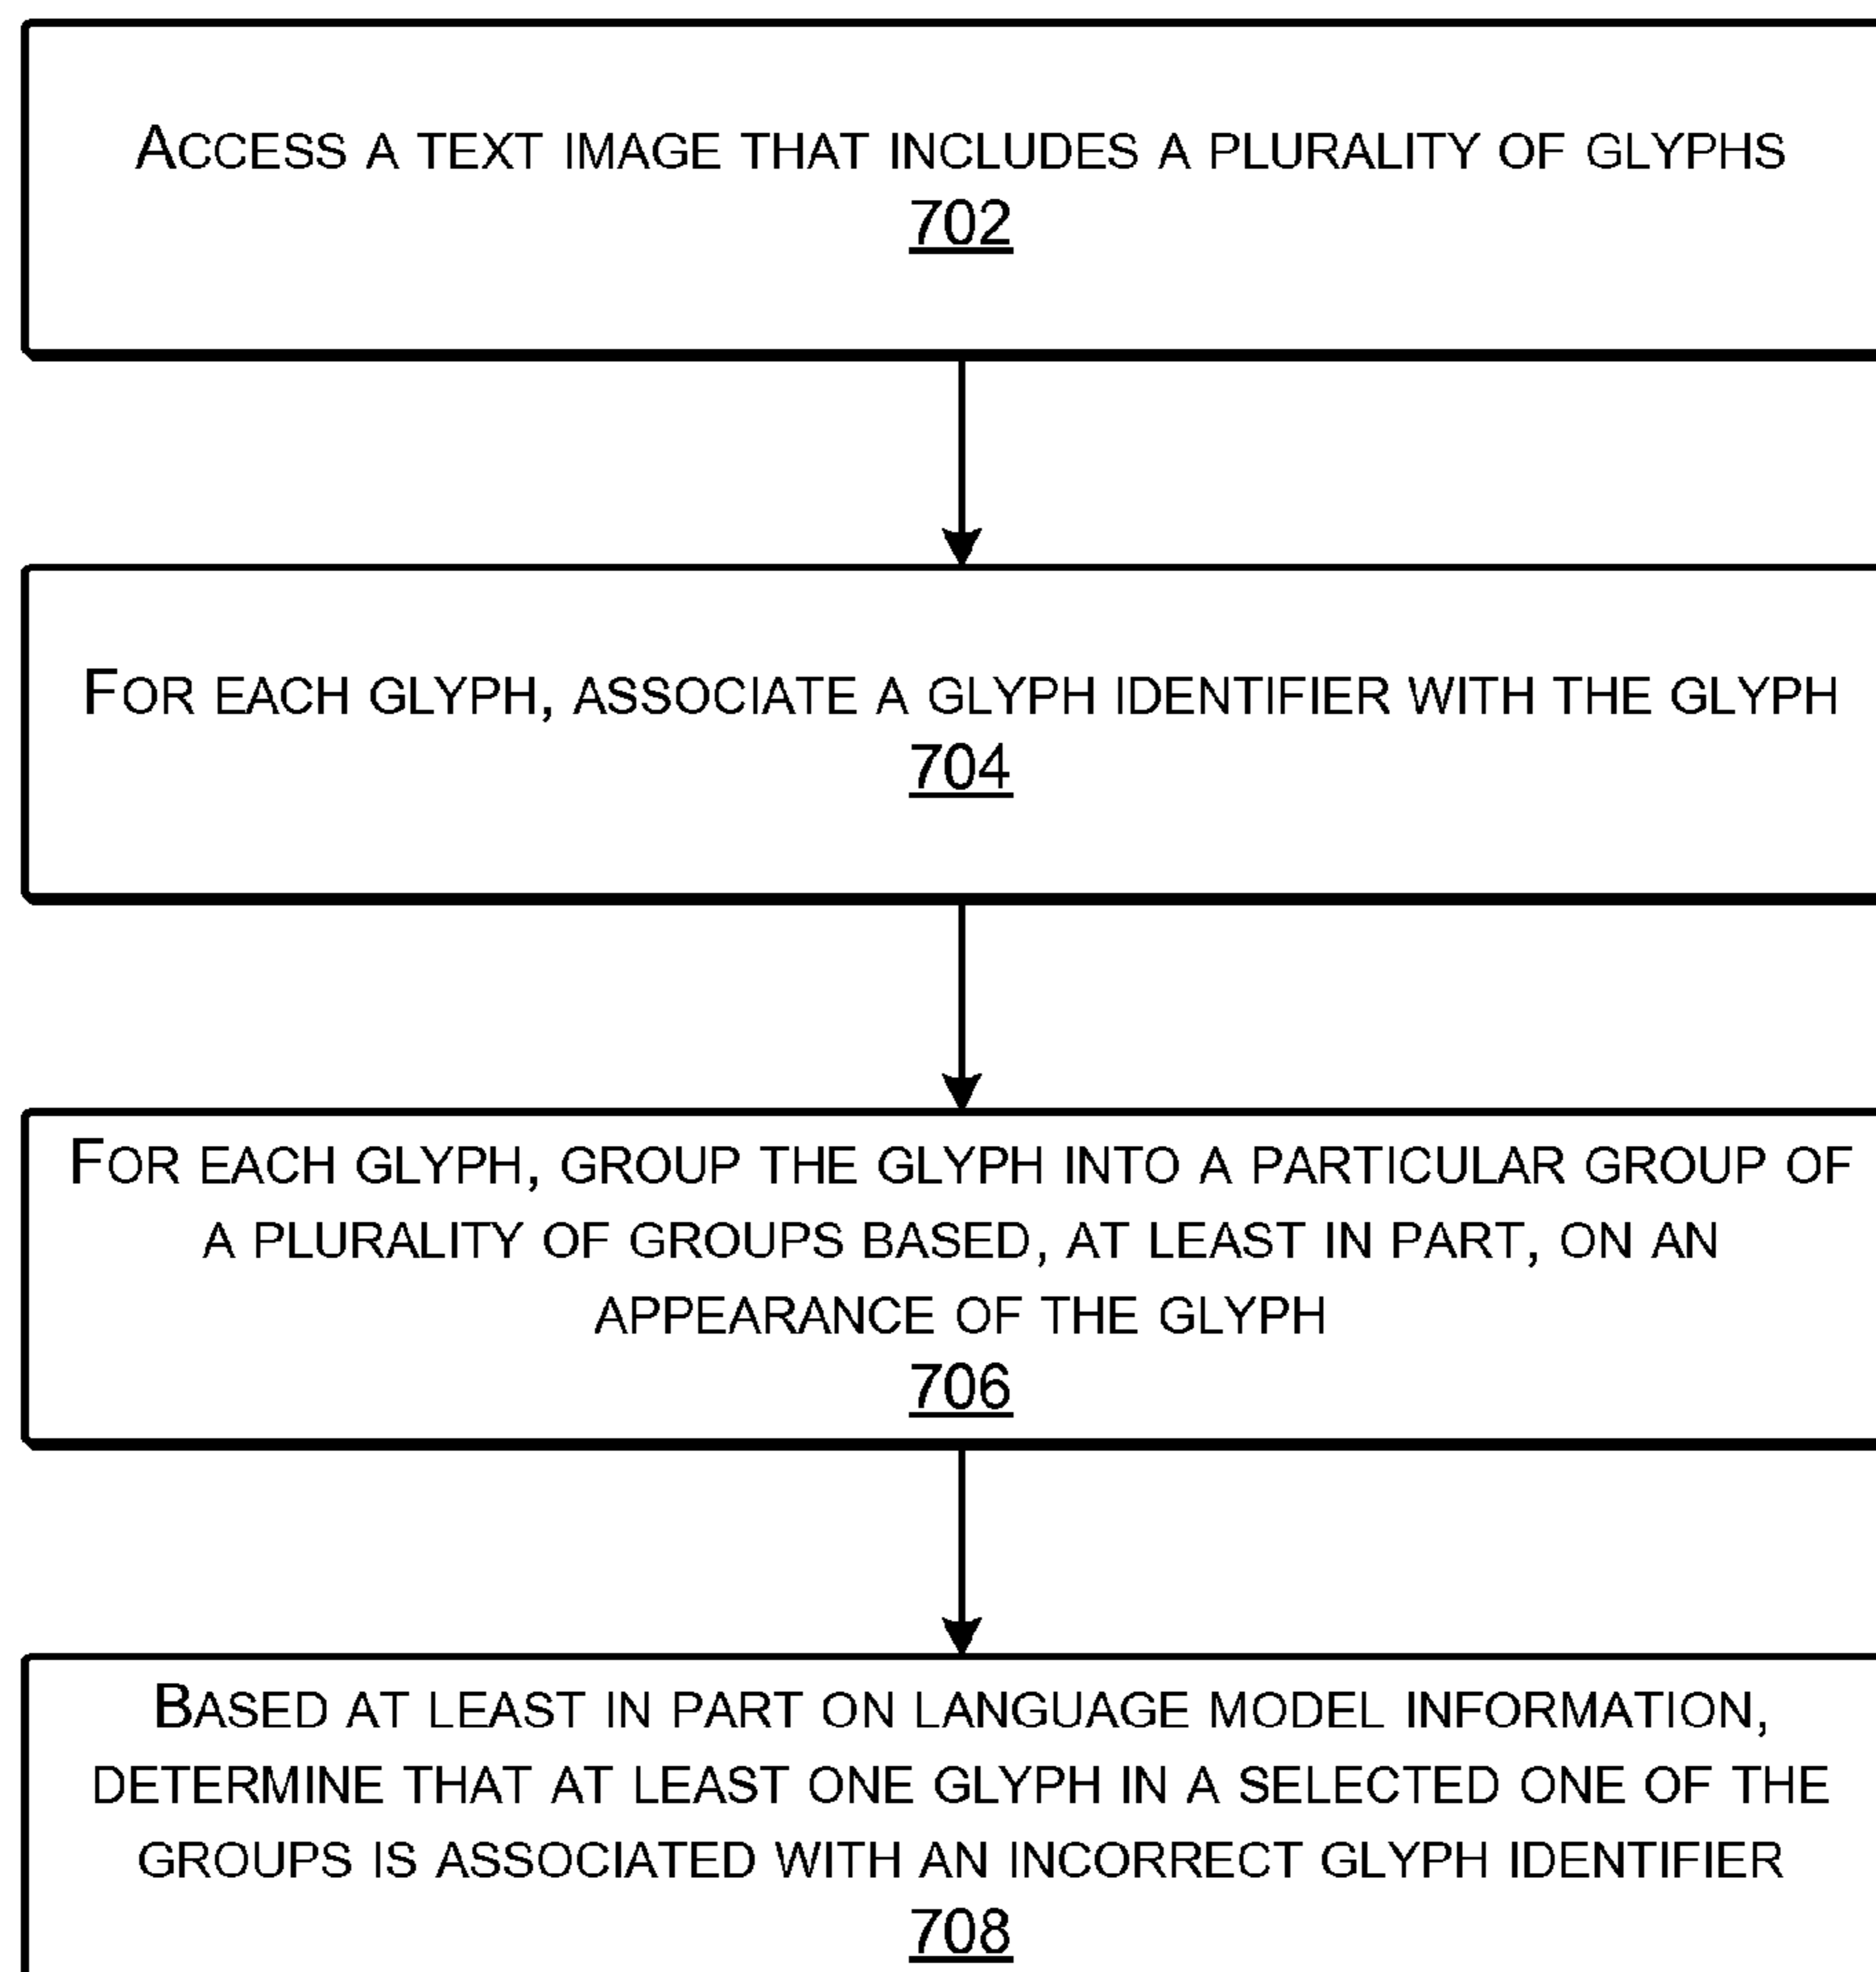 ACCESS A TEXT IMAGE THAT INCLUDES A PLURALITY OF GLYPHS
702
FOR EACH GLYPH, ASSOCIATE A GLYPH IDENTIFIER WITH THE GLYPH
704
FOR EACH GLYPH, GROUP THE GLYPH INTO A PARTICULAR GROUP OF
A PLURALITY OF GROUPS BASED, AT LEAST IN PART, ON AN
APPEARANCE OF THE GLYPH
706
BASED AT LEAST IN PART ON LANGUAGE MODEL INFORMATION,
DETERMINE THAT AT LEAST ONE GLYPH IN A SELECTED ONE OF THE
GROUPS IS ASSOCIATED WITH AN INCORRECT GLYPH IDENTIFIER
708